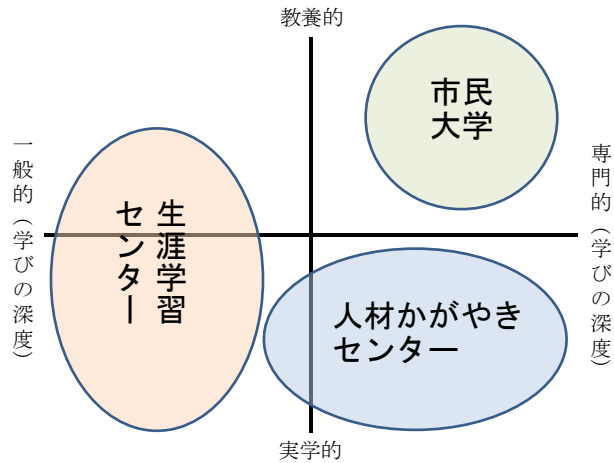 教養的
市民
大学
一般的（学びの深度）
専門的（学びの深度）
生涯学習
センター
人材かがやき
センター
実学的